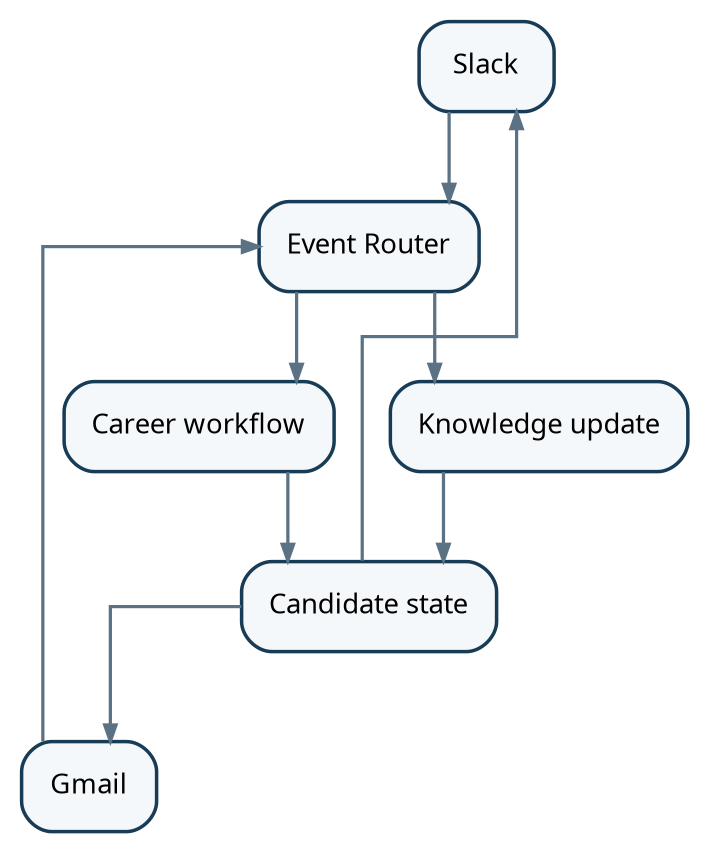 Slack
Event Router
Career workflow
Knowledge update
Candidate state
Gmail